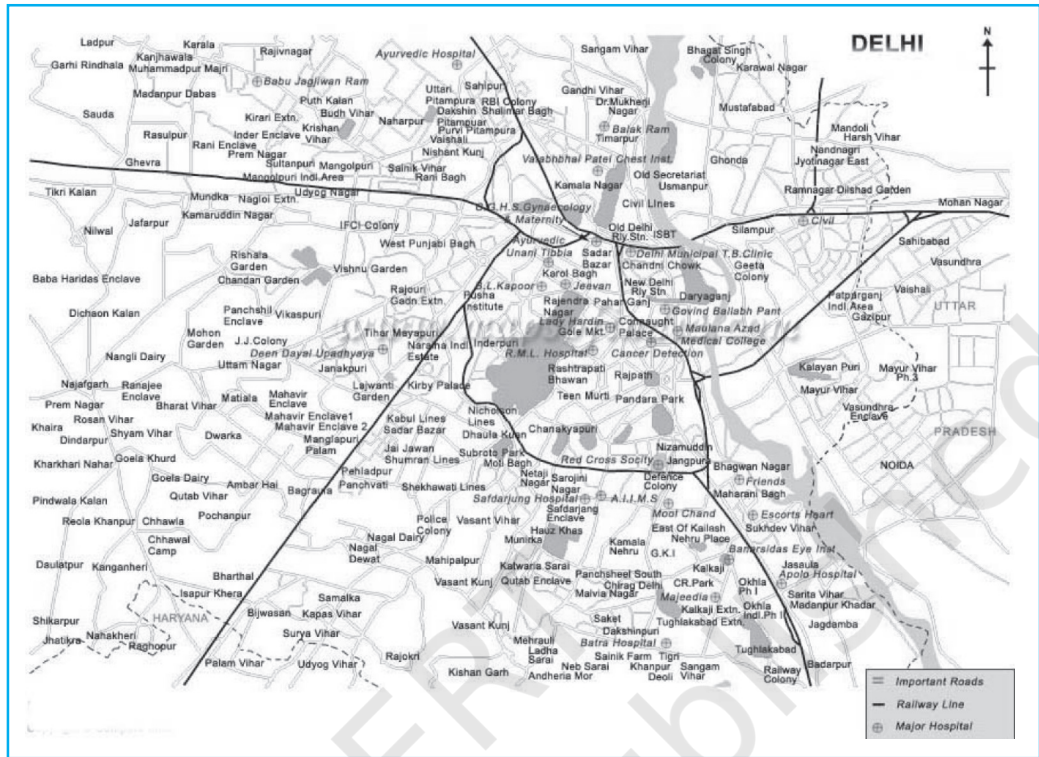 DELHI
N
Ladpur
Karala
Kanjhawala
Garhi Rindhala
Muhammadpur Majri
Rajivnagar
Ayurvedic Hospital
Sangam Vihar
Bhagat Singh
Colony
Karawal Nagar
Babu Jagjiwan Ram
Madanpur Dabas
Puth Kalan
Budh Vihar
Uttari
Pitampura
Dakshin
Pitampuar
Purvi Pitampura
Vaishali
Sahipur
RBI Colony
Shalimar Bagh
Gandhi Vihar
Dr.Mukherji
Nagar
Mustafabad
Sauda
Kirari Extn.
Krishan
Vihar
Naharpur
Balak Ram
Timarpur
Mandoli
Harsh Vihar
Rasulpur
Inder Enclave
Rani Enclave
Prem Nagar
Nishant Kunj
Nandnagri
Jyotinagar East
Ghevra
Sultanpuri
Mangolpuri
Mangolpuri Indl.Area
Sainik Vihar
Rani Bagh
Valabhbhai Patel Chest Inst.
Ghonda
Tikri Kalan
Mundka
Udyog Nagar
Nagloi Extn.
Kamala Nagar
Old Secretariat
Usmanpur
Ramnagar Dilshad Garden
Mohan Nagar
Jafarpur
Kamaruddin Nagar
IFCI Colony
C.G.H.S.Gynaecology
& Maternity
Civil Lines
Civil
Nilwal
West Punjabi Bagh
Ayurvedic
Unani Tibbia
Old Delhi
Rly Stn.
ISBT
Silampur
Sahibabad
Rishala
Garden
Chandan Garden
Vishnu Garden
Sadar
Bazar
Delhi Municipal T.B.Clinic
Chandni Chowk
Geeta
Colony
Vasundhra
Baba Haridas Enclave
Karol Bagh
B.L.Kapoor
Jeevan
New Delhi
Rly Stn.
Daryaganj
Vaishali
Dichaon Kalan
Rajouri
Gadn Extn.
Pusha
Institute
Rajendra
Nagar
Pahar Ganj
Govind Ballabh Pant
Patparganj
Indl Area
Gazipur
UTTAR
Panchshil
Enclave
Vikaspuri
Mohon
Garden
J.J.Colony
Tihar
Mayapuri
Naraina Indl
Estate
Inderpuri
Lady Hardin
Gole Mkt.
Connaught
Palace
Maulana Azad
Medical College
Nangli Dairy
Deen Dayal Upadhyaya
Uttam Nagar
Janakpuri
R.M.L. Hospital
Cancer Detection
Najafgarh
Ranajee
Enclave
Matiala
Mahavir
Enclave
Lajwanti
Garden
Kirby Palace
Rashtrapati
Bhawan
Rajpath
Kalayan Puri
Mayur Vihar
Mayur Vihar
Ph.3
Prem Nagar
Rosan Vihar
Bharat Vihar
Mahavir Enclave1
Mahavir Enclave 2
Kabul Lines
Sadar Bazar
Nicholson
Lines
Teen Murti
Pandara Park
Vasundhra
Enclave
Khaira
Dindarpur
Shyam Vihar
Dwarka
Manglapuri
Palam
Dhaula Kuan
Chanakyapuri
PRADESH
Goela Khurd
Jai Jawan
Shumran Lines
Subroto Park
Moti Bagh
Nizamuddin
Kharkhari Nahar
Goela Dairy
Ambar Hai
Pehladpur
Panchvati
Netaji
Nagar
Sarojini
Nagar
Red Cross Socity
Jangpura
Bhagwan Nagar
NOIDA
Pindwala Kalan
Qutab Vihar
Bagraula
Shekhawati Lines
Safdarjung Hospital
A.I.I.M.S
Defence
Colony
Friends
Maharani Bagh
Reola Khanpur
Chhawla
Pochanpur
Police
Colony
Vasant Vihar
Safdarjang
Enclave
Mool Chand
Escorts Heart
Chhawal
Camp
Nagal Dairy
Nagal
Dewat
Munirka
Hauz Khas
East Of Kailesh
Nehru Place
Sukhdev Vihar
Daulatpur
Kanganheri
Mahipalpur
Kamala
Nehru
G.K.I
Banarsidas Eye Inst
Bharthal
Katwaria Sarai
Kalkaji
Jasaula
Isapur Khera
Vasant Kunj
Qutab Enclave
Panchsheel South
Chirag Delhi
Apolo Hospital
Shikarpur
HARYANA
Samalka
Malvia Nagar
CR.Park
Majeedia
Okhla
Ph I
Sarita Vihar
Madanpur Khadar
Bijwasan
Kapas Vihar
Kalkaji Extn.
Okhla
Indl.Ph II
Jhatikra
Nahakheri
Raghopur
Surya Vihar
Vasant Kunj
Saket
Tughlakabad Extn.
Jagdamba
Dakshinpuri
Palam Vihar
Udyog Vihar
Rajokri
Mehrauli
Ladha
Sarai
Batra Hospital
Tughlakabad
Kishan Garh
Andheria Mor
Neb Sarai
Sainik Farm
Khanpur
Deoli
Tigri
Sangam
Vihar
Railway
Colony
Badarpur
Important Roads
Railway Line
Major Hospital